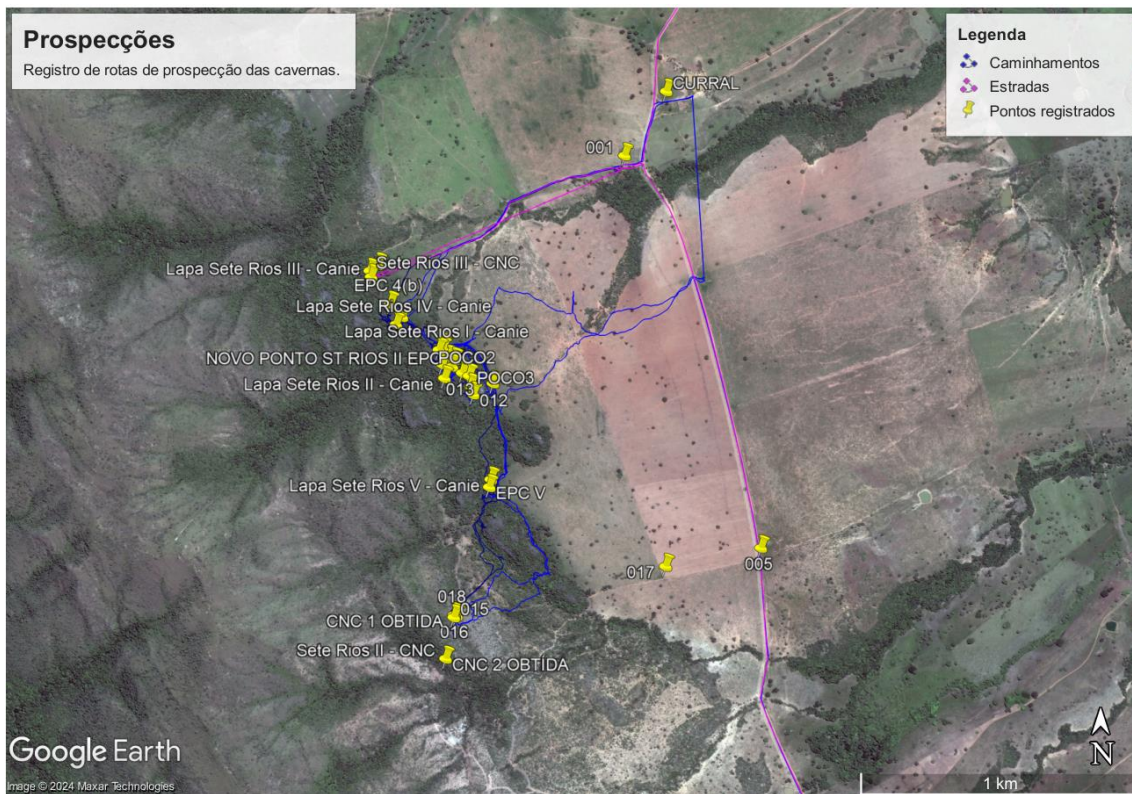 Prospecções
Registro de rotas de prospecção das cavernas.
Legenda
Caminhamentos
Estradas
Pontos registrados
CURRAL
001
Lapa Sete Rios III - Canie
Sete Rios III - CNC
EPC 4(b)
Lapa Sete Rios IV - Canie
Lapa Sete Rios I - Canie
NOVO PONTO ST RIOS II EPC
POCO2
Lapa Sete Rios II - Canie
POCO3
013
012
Lapa Sete Rios V - Canie
EPC V
005
017
018
015
CNC 1 OBTIDA
016
Sete Rios II - CNC
CNC 2 OBTIDA
Google Earth
Image © 2024 Maxar Technologies
N
1 km